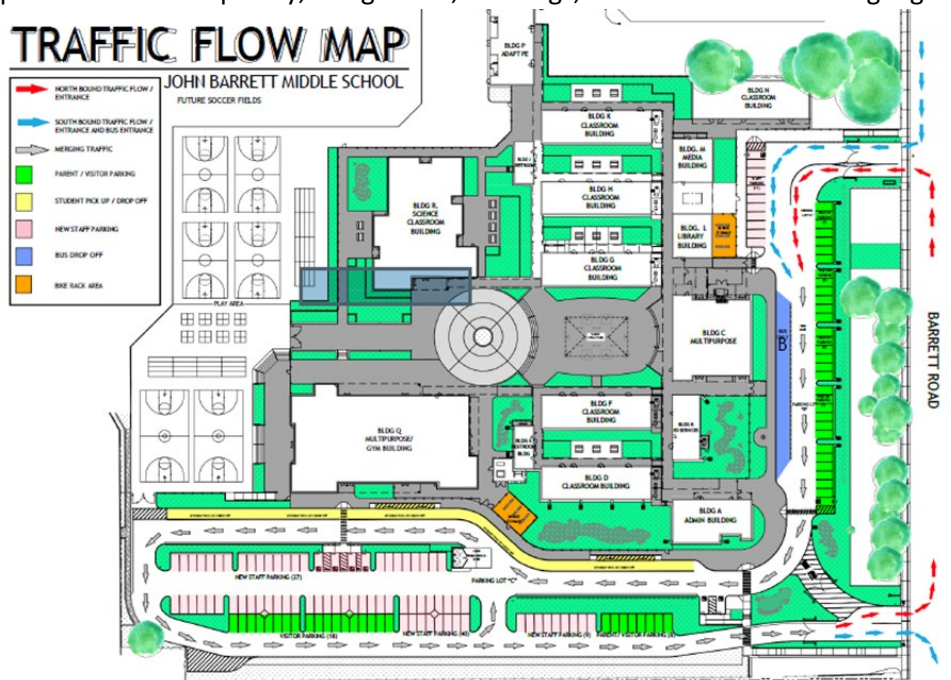 TRAFFIC FLOW MAP
JOHN BARRETT MIDDLE SCHOOL
FUTURE SOCCER FIELDS
NORTH BOUND TRAFFIC FLOW /
ENTRANCE
SOUTH BOUND TRAFFIC FLOW /
ENTRANCE AND BUS ENTRANCE
MERGING TRAFFIC
PARENT / VISITOR PARKING
STUDENT PICK UP / DROP OFF
NEW STAFF PARKING
BUS DROP OFF
BIKE RACK AREA
BLDG P
ADAPT PE
BLDG N
CLASSROOM
BUILDING
BLDG K
CLASSROOM
BUILDING
BLDG. M
MEDIA
BUILDING
BLDG R.
SCIENCE
CLASSROOM
BUILDING
BLDG H
CLASSROOM
BUILDING
BLDG. L
LIBRARY
BUILDING
BLDG G
CLASSROOM
BUILDING
PLAY AREA
BLDG C
MULTIPURPOSE
BUS
B
BARRETT ROAD
BLDG F
CLASSROOM
BUILDING
BLDG Q
MULTIPURPOSE/
GYM BUILDING
BLDG D
CLASSROOM BUILDING
BLDG A
ADMIN BUILDING
NEW STAFF PARKING (37)
PARKING LOT "C"
VISITOR PARKING (18)
NEW STAFF PARKING (40)
NEW STAFF PARKING (9)